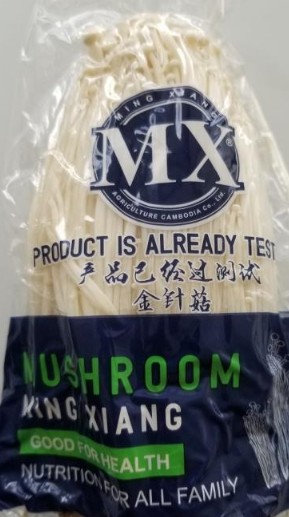 MING XIANG
MX®
AGRICULTURE CAMBODIA Co., Ltd.
PRODUCT IS ALREADY TEST
产品已经过测试
金针菇
MUSHROOM
MING XIANG
GOOD FOR HEALTH
NUTRITION FOR ALL FAMILY